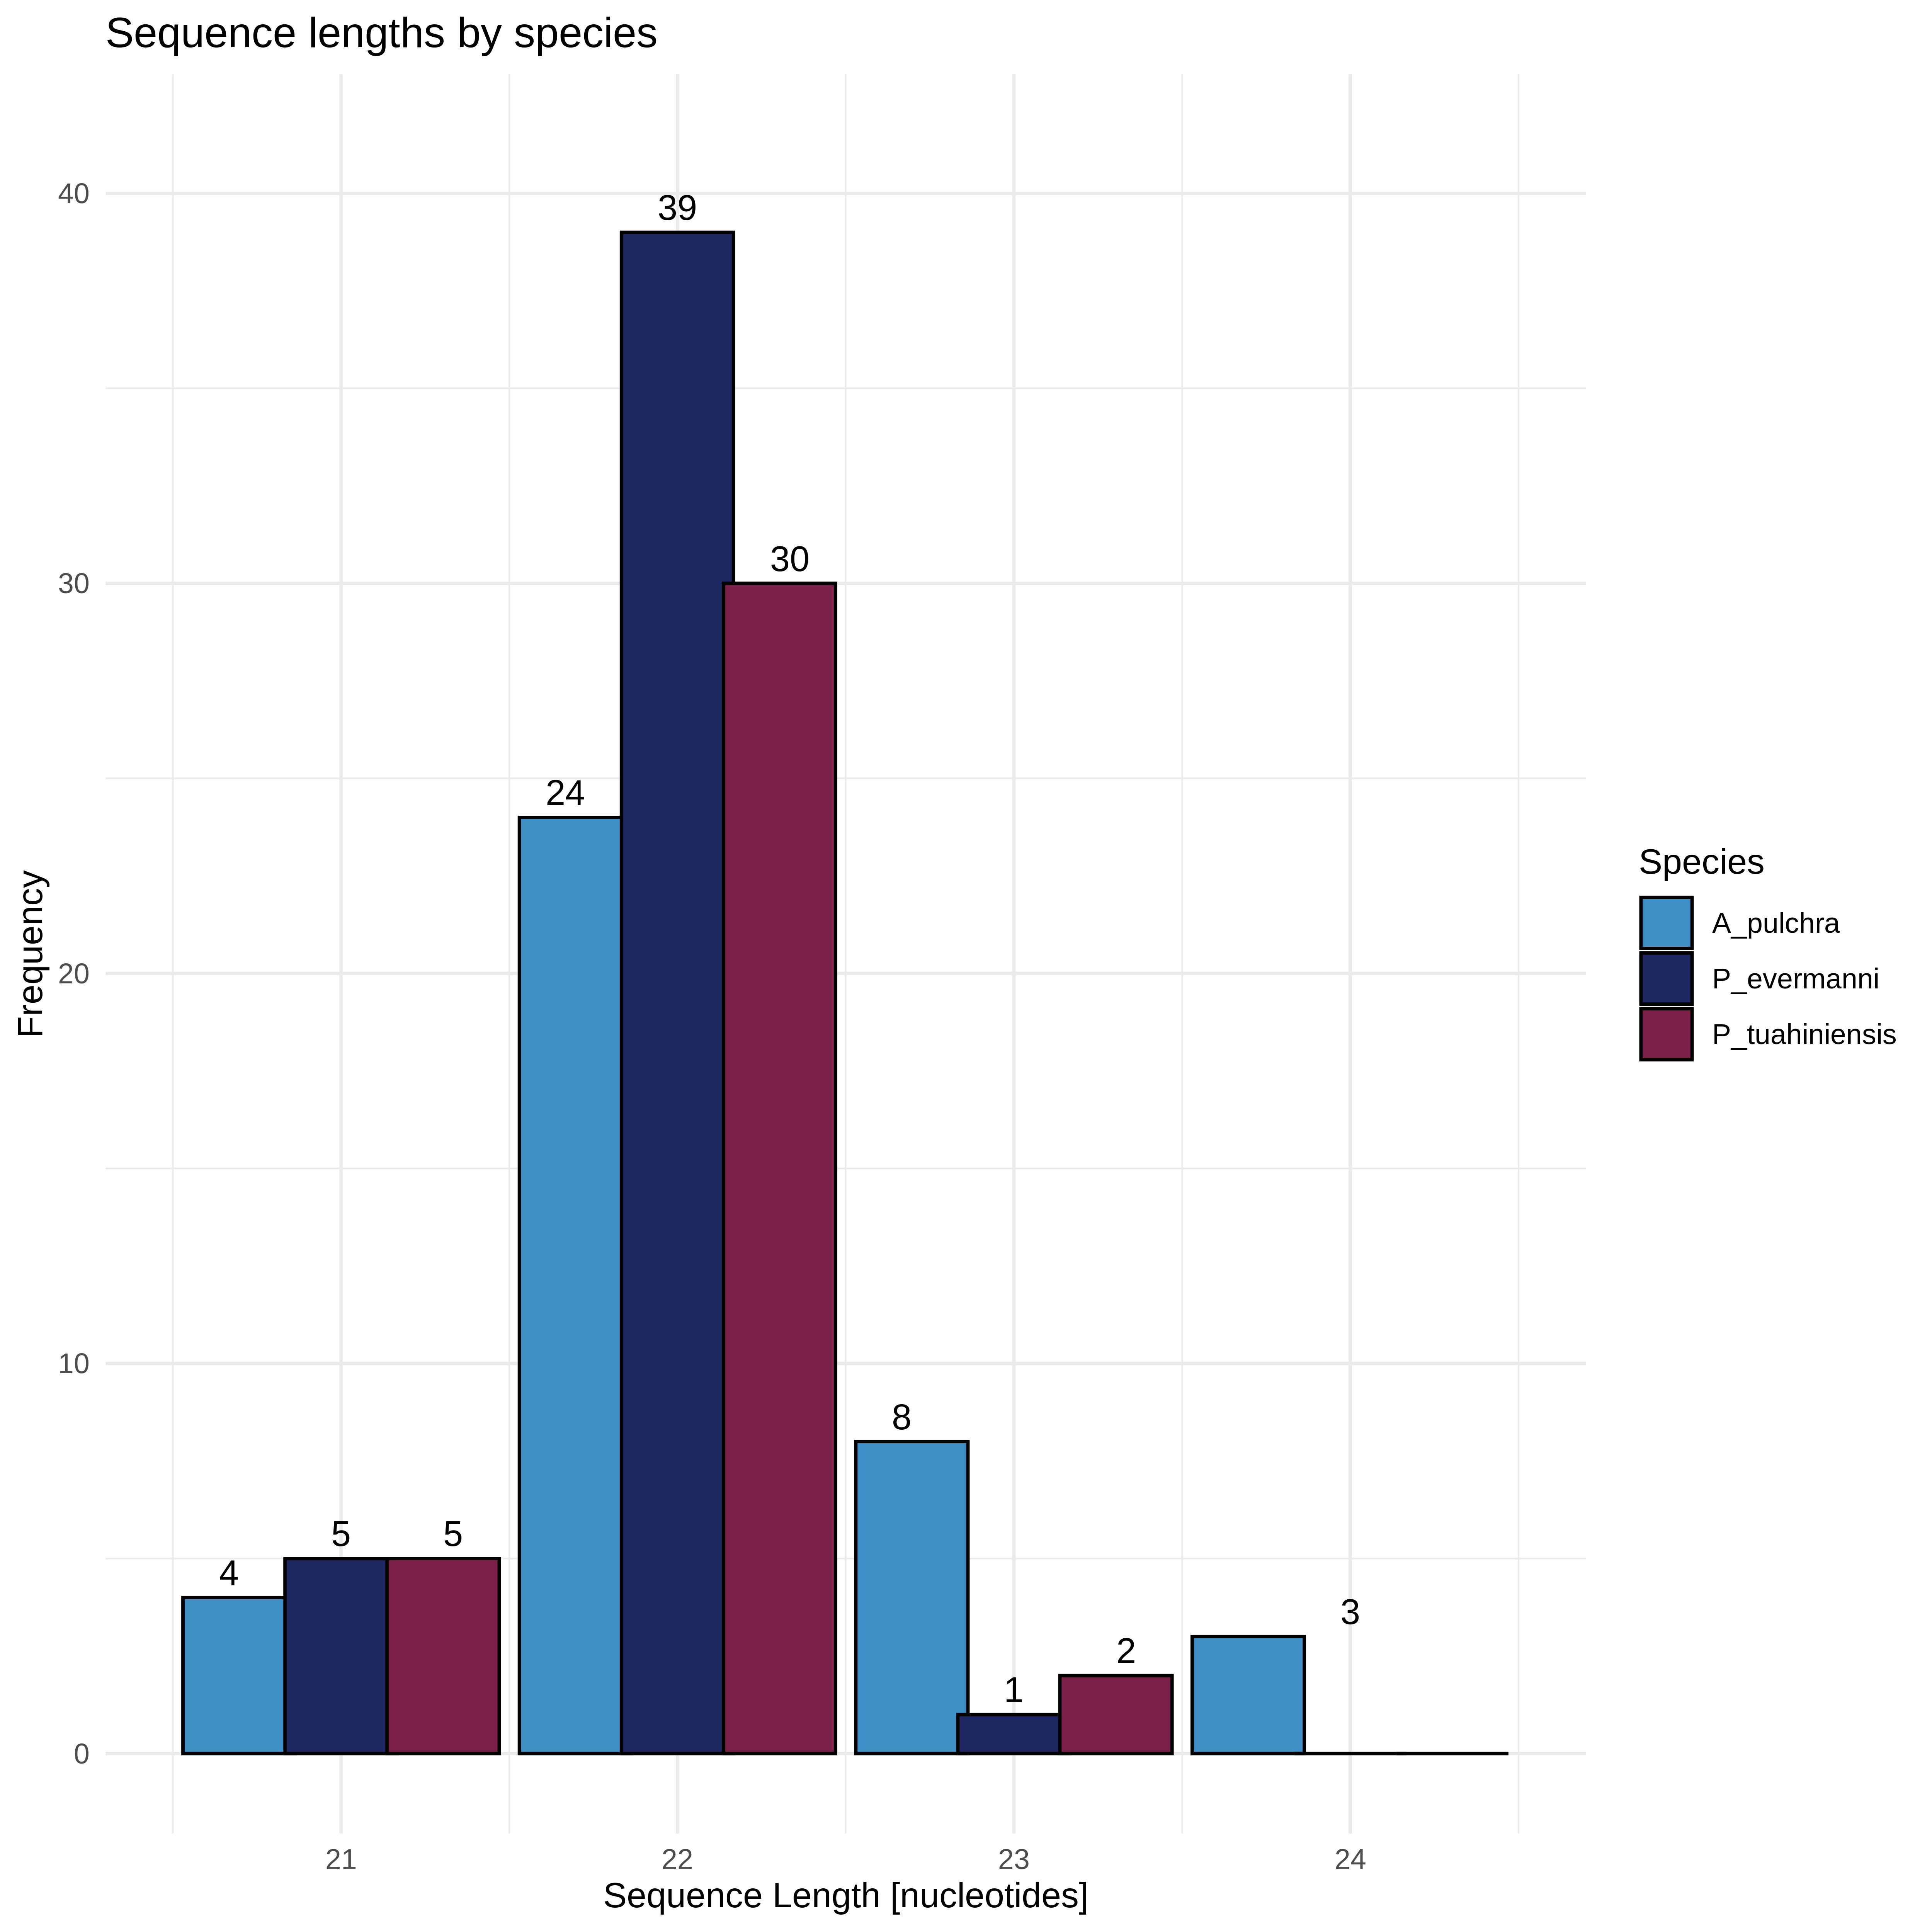 Sequence lengths by species
40
30
20
10
0
Frequency
39
30
24
8
5
5
4
3
2
1
21
22
23
24
Sequence Length [nucleotides]
Species
A_pulchra
P_evermanni
P_tuahiniensis